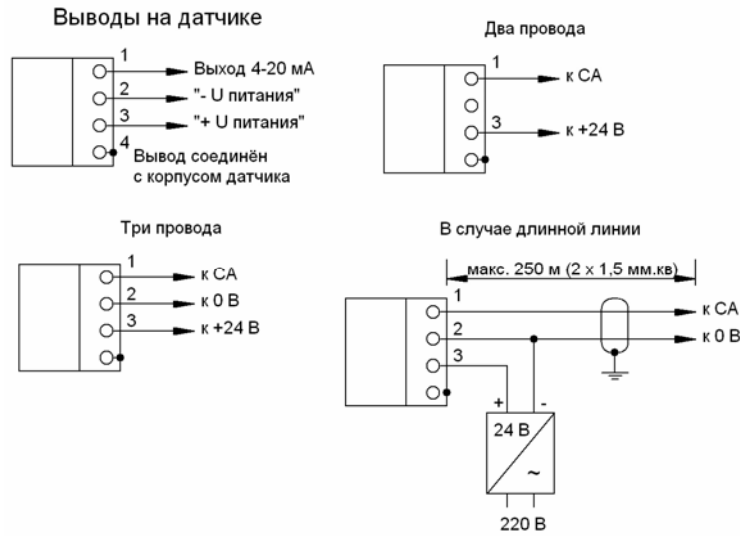 Выводы на датчике
1
Выход 4-20 мА
2
"- U питания"
3
"+ U питания"
4
Вывод соединён
с корпусом датчика
Два провода
1
к СА
3
к +24 В
Три провода
1
к СА
2
к 0 В
3
к +24 В
В случае длинной линии
макс. 250 м (2 x 1,5 мм.кв)
1
к СА
2
к 0 В
3
+ -
24 В
~
220 В